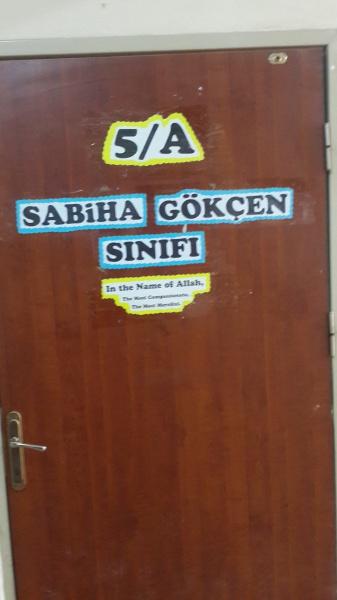 5/A
SABiHA GÖKÇEN
SINIFI
In the Name of Allah,
The Most Compassionate,
The Most Merciful.